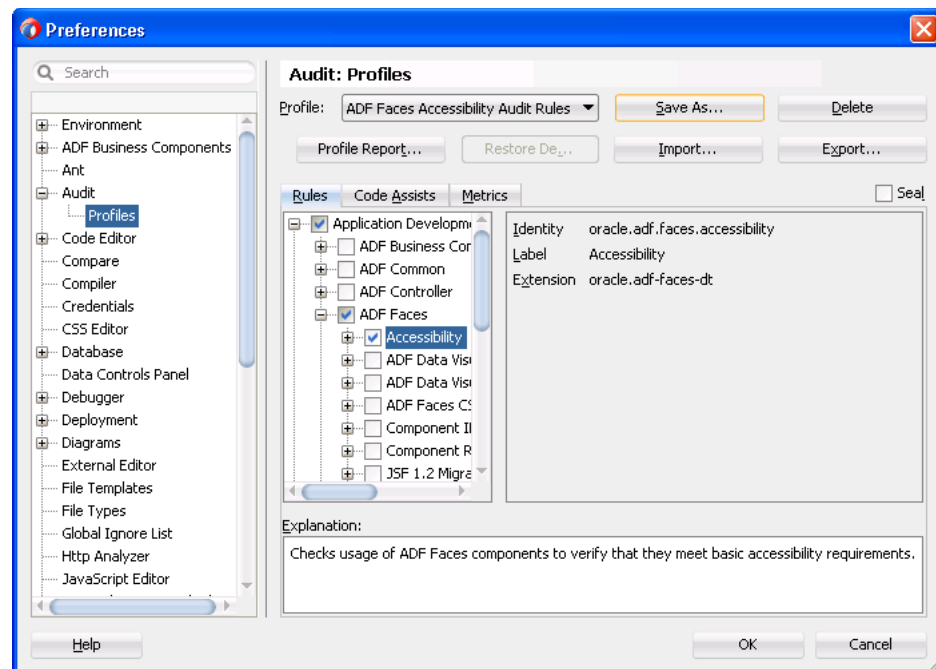 Preferences
Search
Environment
ADF Business Components
Ant
Audit
Profiles
Code Editor
Compare
Compiler
Credentials
CSS Editor
Database
Data Controls Panel
Debugger
Deployment
Diagrams
External Editor
File Templates
File Types
Global Ignore List
Http Analyzer
JavaScript Editor
Audit: Profiles
Profile: ADF Faces Accessibility Audit Rules Save As... Delete
Profile Report... Restore De... Import... Export...
Rules Code Assists Metrics Seal
Application Developm
ADF Business Cor
ADF Common
ADF Controller
ADF Faces
Accessibility
ADF Data Vis
ADF Data Vis
ADF Faces CS
Component I
Component R
JSF 1.2 Migra
Identity oracle.adf.faces.accessibility
Label Accessibility
Extension oracle.adf-faces-dt
Explanation:
Checks usage of ADF Faces components to verify that they meet basic accessibility requirements.
Help OK Cancel